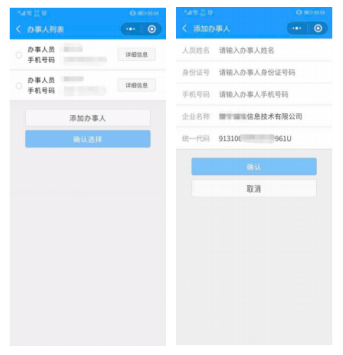 办事人列表
办事人员
手机号码
详细信息
办事人员
手机号码
详细信息
添加办事人
确认选择
添加办事人
人员姓名 请输入办事人姓名
身份证号 请输入办事人身份证号码
手机号码 请输入办事人手机号码
企业名称 信息技术有限公司
统一代码 91310 961U
确认
取消